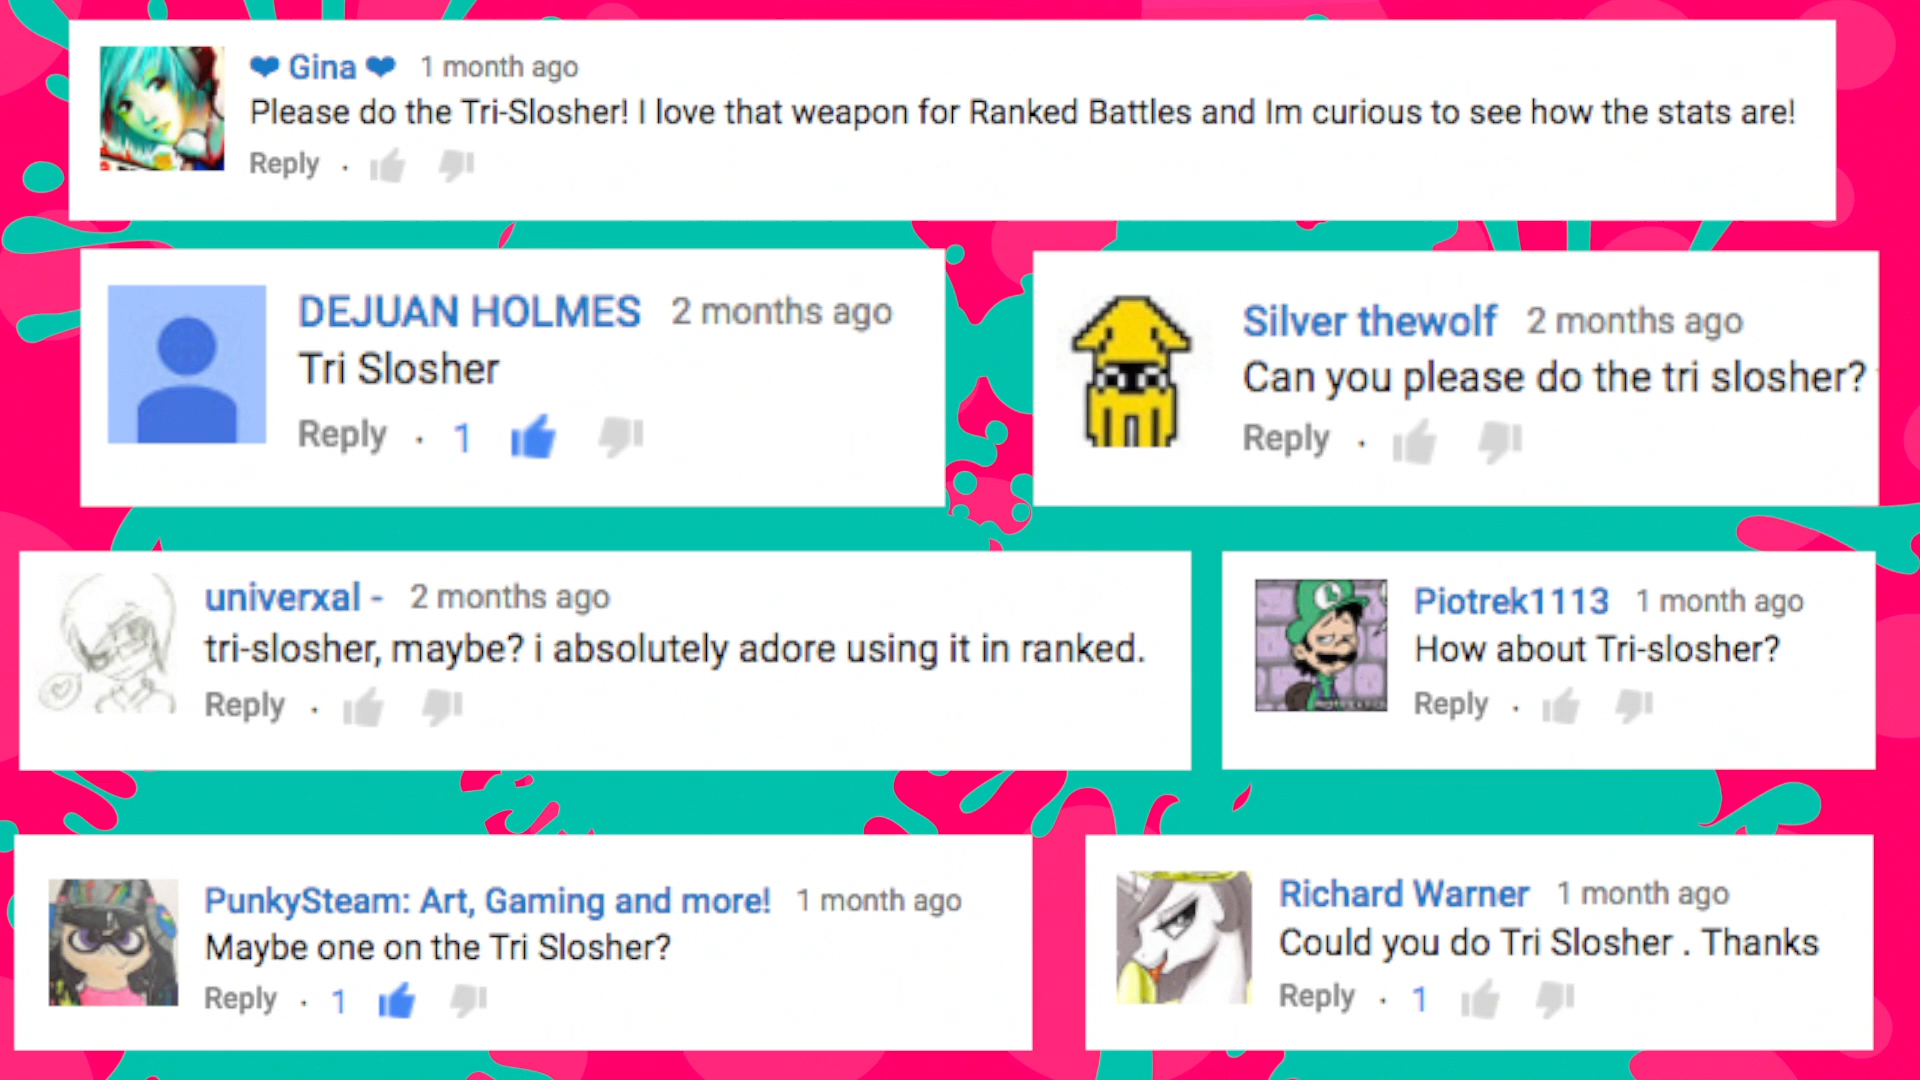 ❤ Gina ❤ 1 month ago
Please do the Tri-Slosher! I love that weapon for Ranked Battles and Im curious to see how the stats are!
Reply ·
DEJUAN HOLMES 2 months ago
Tri Slosher
Reply · 1
Silver thewolf 2 months ago
Can you please do the tri slosher?
Reply ·
univerxal - 2 months ago
tri-slosher, maybe? i absolutely adore using it in ranked.
Reply ·
Piotrek1113 1 month ago
How about Tri-slosher?
Reply ·
PunkySteam: Art, Gaming and more! 1 month ago
Maybe one on the Tri Slosher?
Reply · 1
Richard Warner 1 month ago
Could you do Tri Slosher . Thanks
Reply · 1